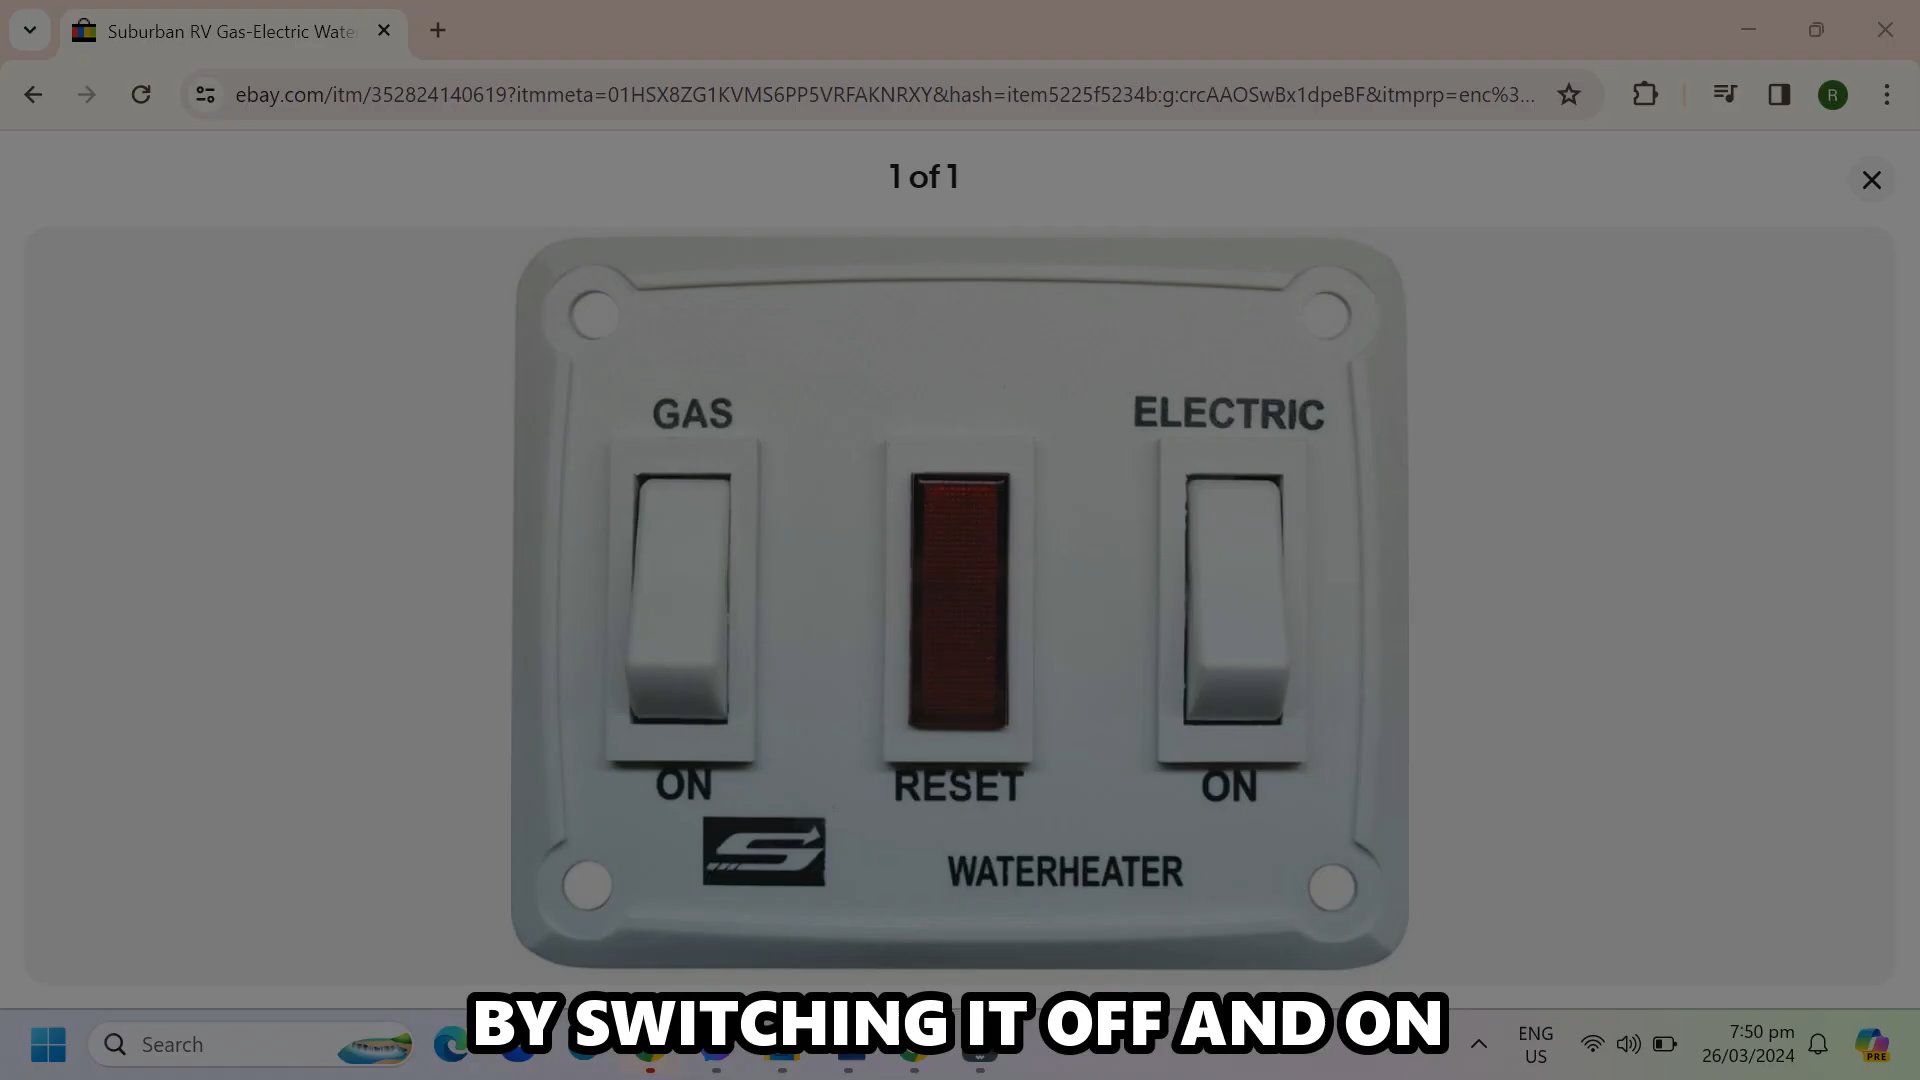 Suburban RV Gas-Electric Wate
ebay.com/itm/352824140619?itmmeta=01HSX8ZG1KVMS6PP5VRFAKNRXY&hash=item5225f5234b:g:crcAAOSwBx1dpeBF&itmprp=enc%3...
R
1 of 1
GAS
ELECTRIC
ON
RESET
ON
S
WATERHEATER
BY SWITCHING IT OFF AND ON
Search
ENG
US
7:50 pm
26/03/2024
PRE